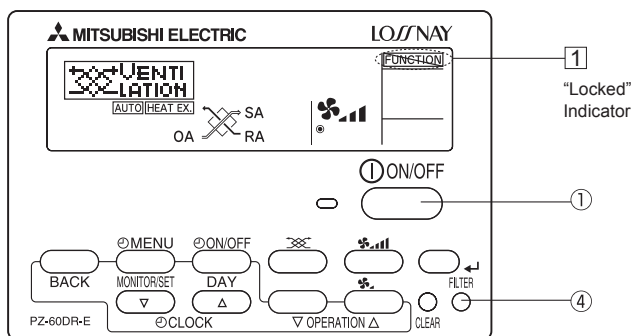 MITSUBISHI ELECTRIC LOSSNAY
FUNCTION
1
"Locked"
Indicator
VENTI
LATION
AUTO HEAT EX.
SA
OA RA
ON/OFF
①
MENU ON/OFF
BACK MONITOR/SET DAY FILTER
PZ-60DR-E CLOCK ▽ OPERATION △ CLEAR
④